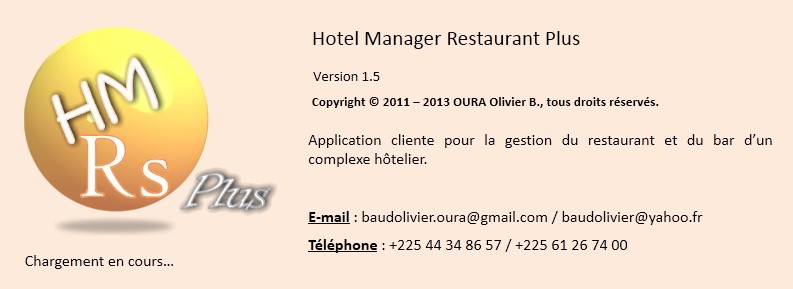 HM
Rs
Plus
Hotel Manager Restaurant Plus
Version 1.5
Copyright © 2011 – 2013 OURA Olivier B., tous droits réservés.
Application cliente pour la gestion du restaurant et du bar d’un
complexe hôtelier.
E-mail : baudolivier.oura@gmail.com / baudolivier@yahoo.fr
Téléphone : +225 44 34 86 57 / +225 61 26 74 00
Chargement en cours…